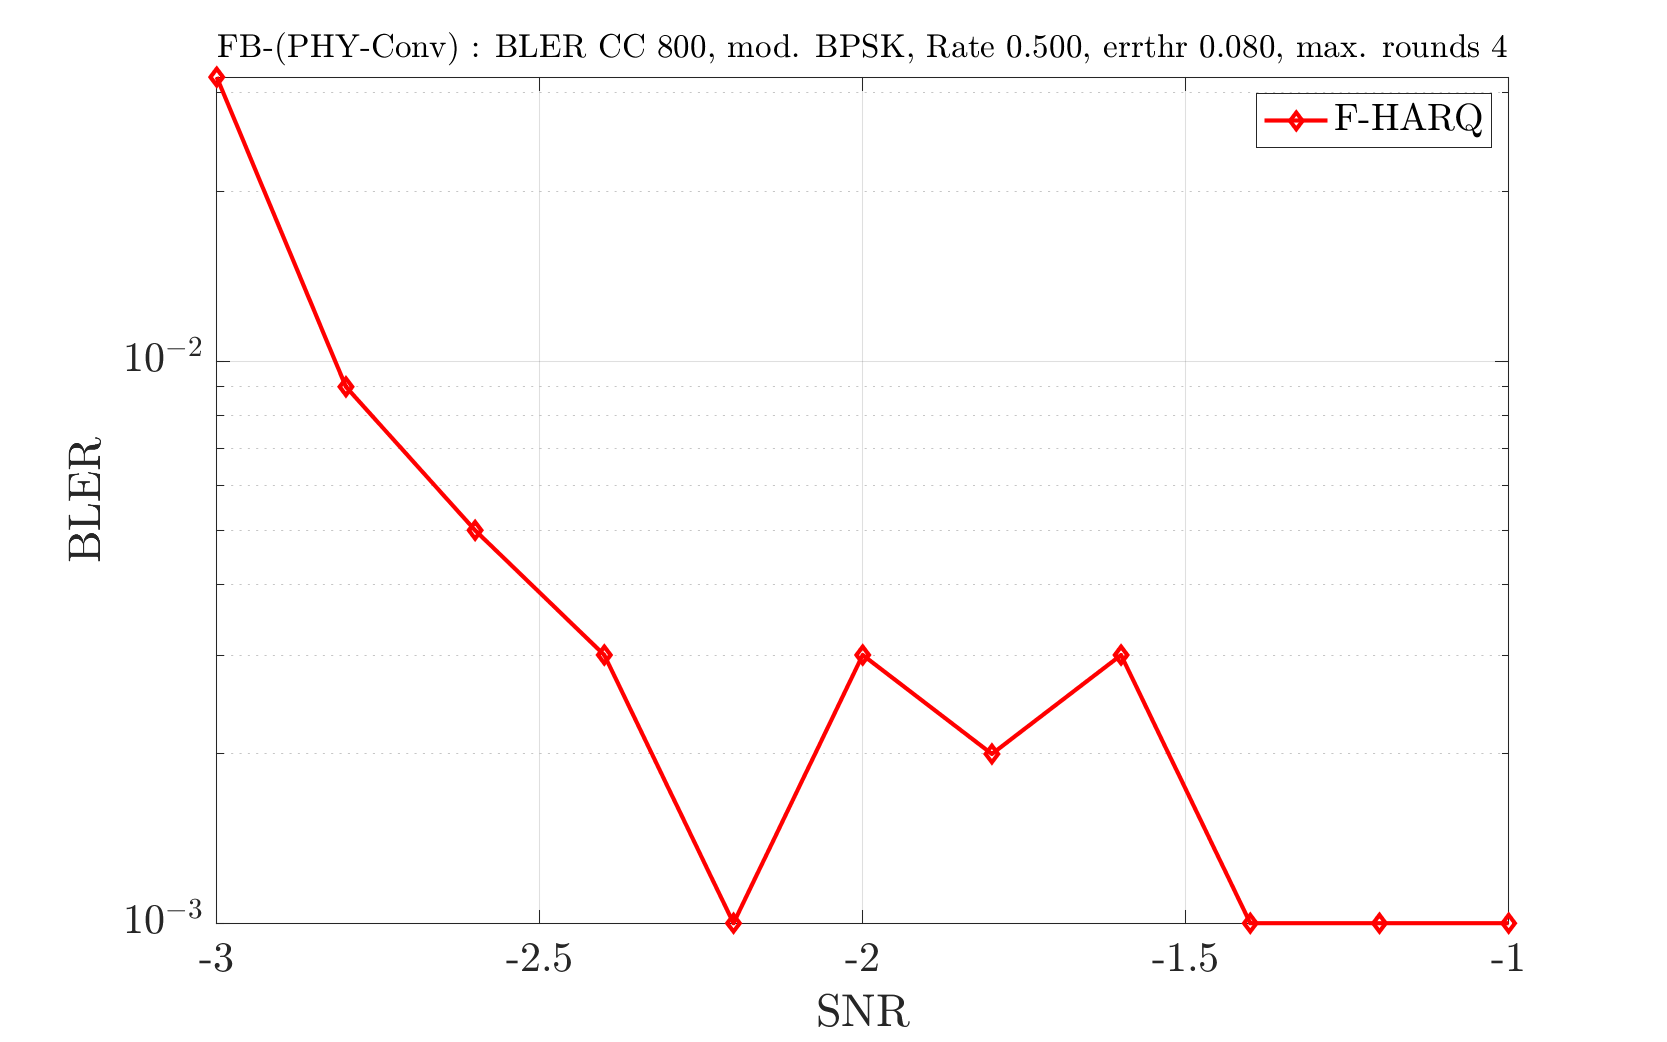 FB-(PHY-Conv) : BLER CC 800, mod. BPSK, Rate 0.500, errthr 0.080, max. rounds 4
F-HARQ
10⁻²
10⁻³
BLER
-3 -2.5 -2 -1.5 -1
SNR